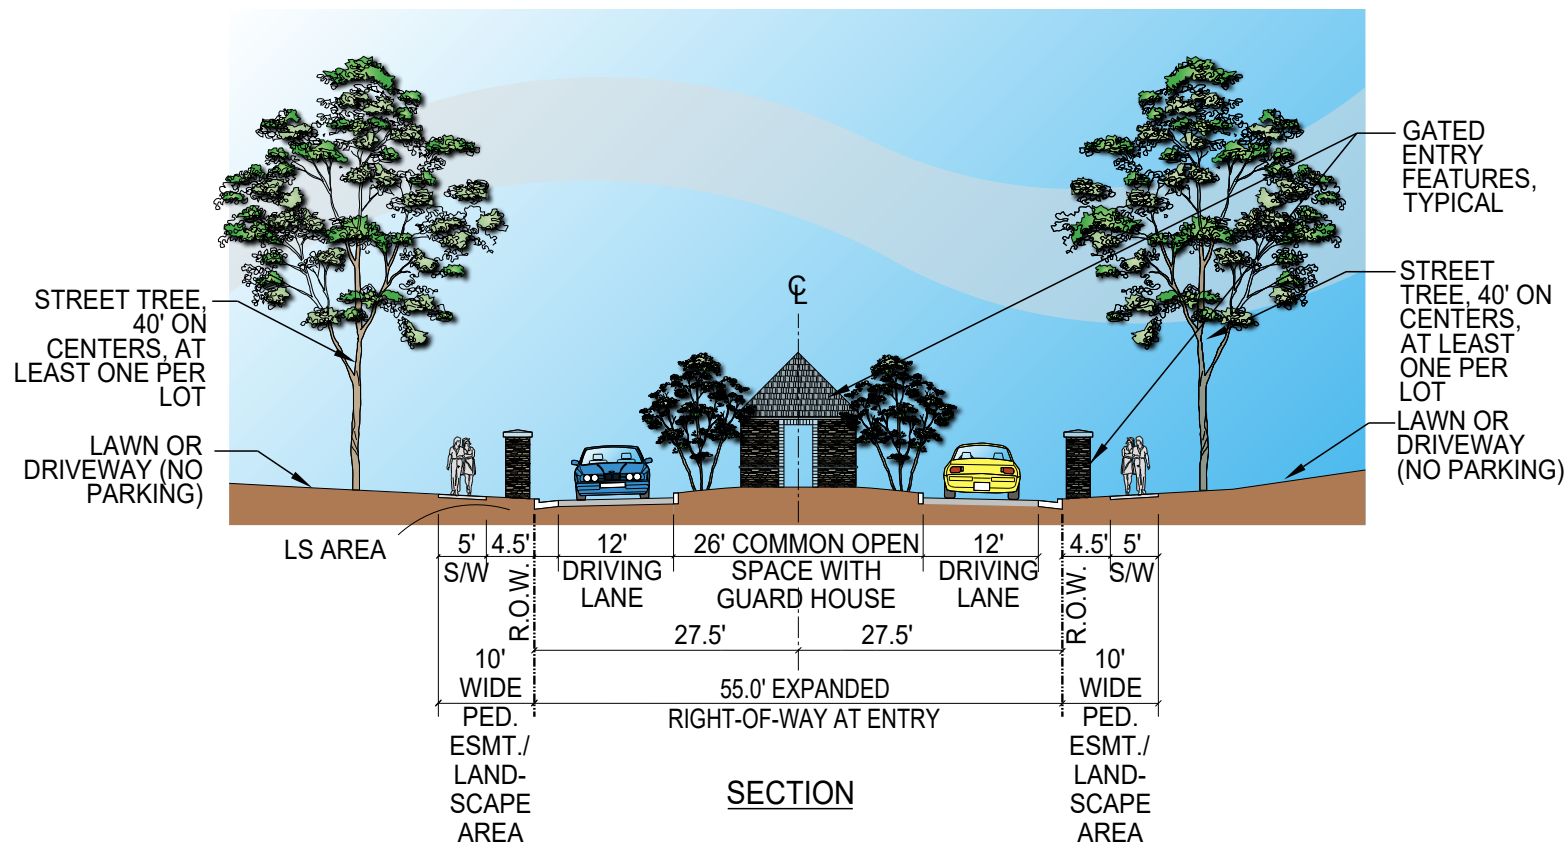 GATED
ENTRY
FEATURES,
TYPICAL
℄
STREET TREE,
40' ON
CENTERS, AT
LEAST ONE PER
LOT
STREET
TREE, 40' ON
CENTERS,
AT LEAST
ONE PER
LOT
LAWN OR
DRIVEWAY (NO
PARKING)
LAWN OR
DRIVEWAY
(NO PARKING)
LS AREA
5'
S/W
4.5'
R.O.W.
12'
DRIVING
LANE
26' COMMON OPEN
SPACE WITH
GUARD HOUSE
12'
DRIVING
LANE
4.5'
R.O.W.
5'
S/W
27.5'
27.5'
10'
WIDE
PED.
ESMT./
LAND-
SCAPE
AREA
55.0' EXPANDED
RIGHT-OF-WAY AT ENTRY
10'
WIDE
PED.
ESMT./
LAND-
SCAPE
AREA
SECTION